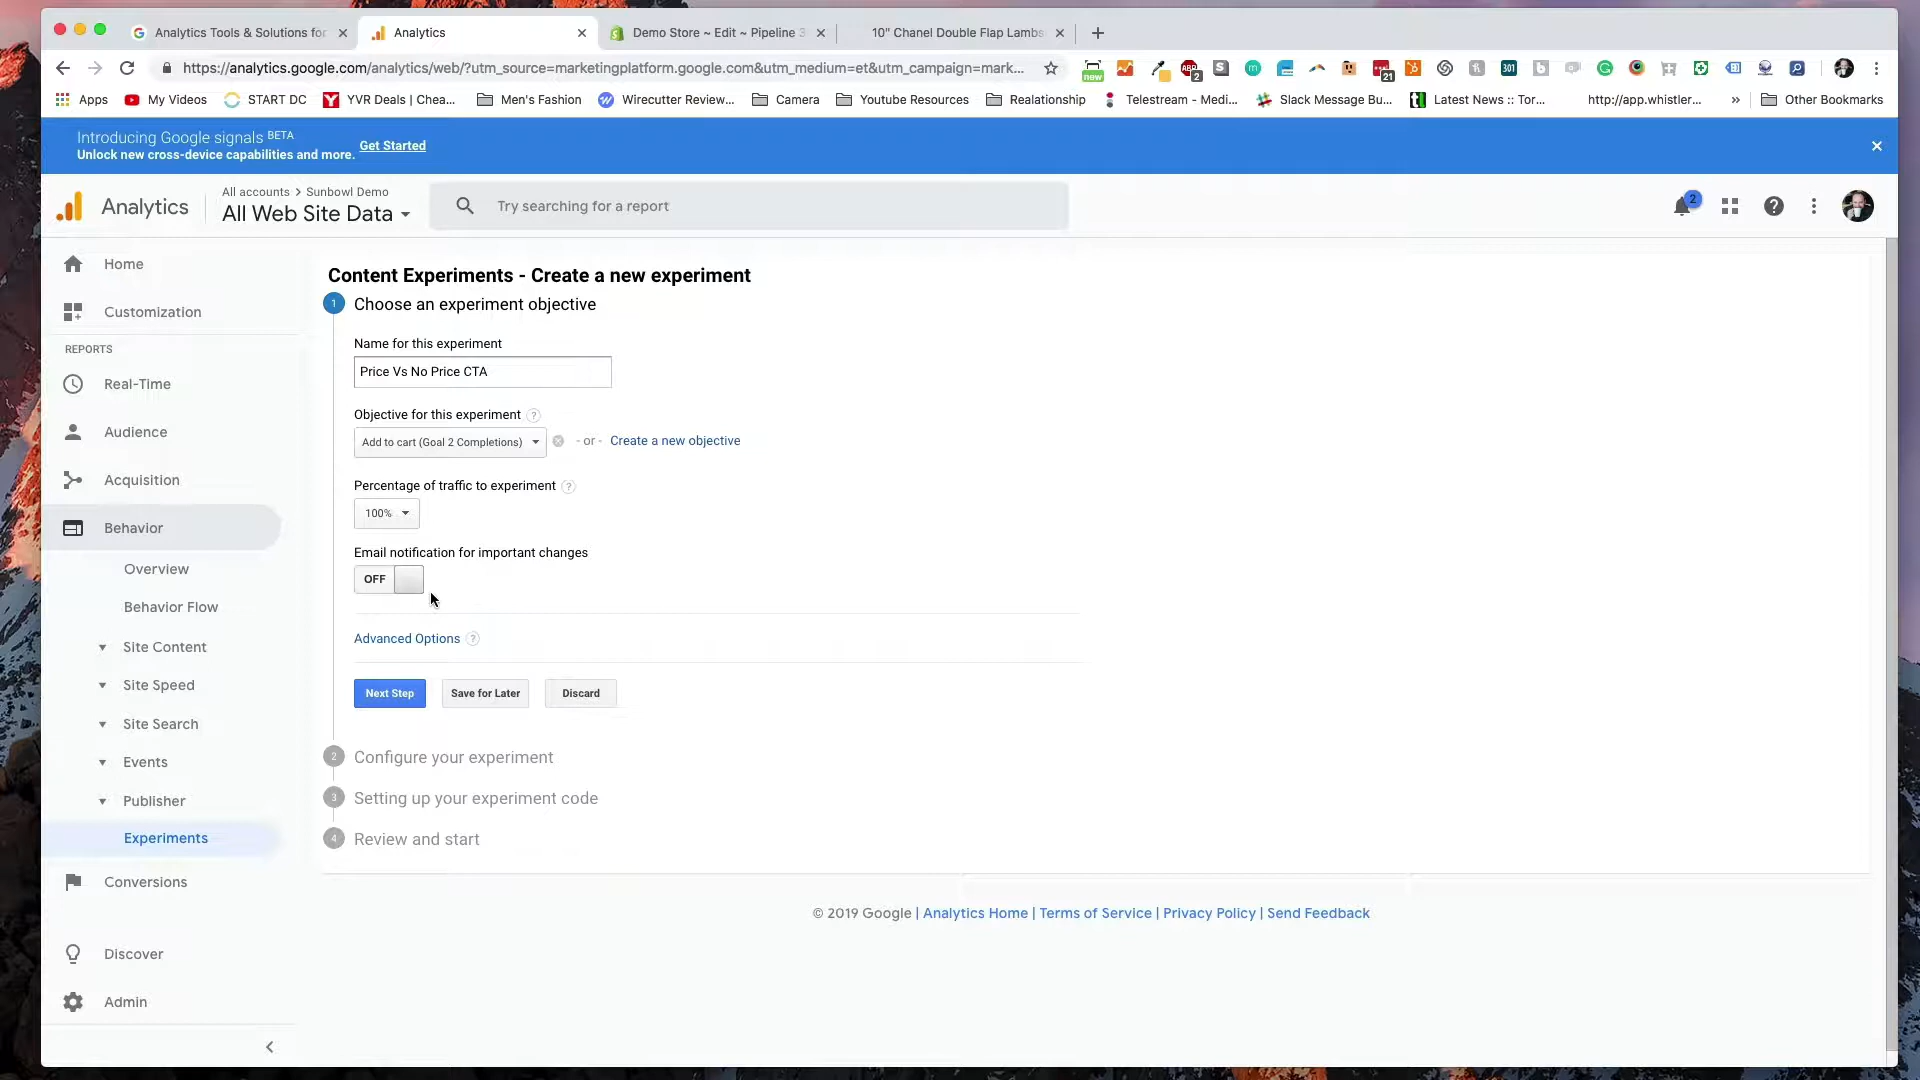 Analytics Tools & Solutions for
Analytics
Demo Store ~ Edit ~ Pipeline 3
10" Chanel Double Flap Lambs
https://analytics.google.com/analytics/web/?utm_source=marketingplatform.google.com&utm_medium=et&utm_campaign=mark...
new
ABP
2
21
301
Apps
My Videos
START DC
YVR Deals | Chea...
Men's Fashion
Wirecutter Review...
Camera
Youtube Resources
Realationship
Telestream - Medi...
Slack Message Bu...
Latest News :: Tor...
http://app.whistler...
»
Other Bookmarks
Introducing Google signals BETA
Unlock new cross-device capabilities and more.
Get Started
Analytics
All accounts > Sunbowl Demo
All Web Site Data
Try searching for a report
2
Home
Customization
REPORTS
Real-Time
Audience
Acquisition
Behavior
Overview
Behavior Flow
Site Content
Site Speed
Site Search
Events
Publisher
Experiments
Conversions
Discover
Admin
Content Experiments - Create a new experiment
1 Choose an experiment objective
Name for this experiment
Price Vs No Price CTA
Objective for this experiment ?
Add to cart (Goal 2 Completions)
- or - Create a new objective
Percentage of traffic to experiment ?
100%
Email notification for important changes
OFF
Advanced Options ?
Next Step
Save for Later
Discard
2 Configure your experiment
3 Setting up your experiment code
4 Review and start
© 2019 Google | Analytics Home | Terms of Service | Privacy Policy | Send Feedback